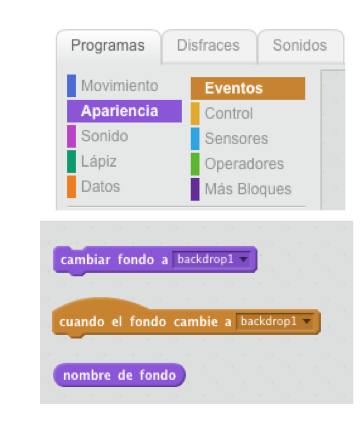 Programas Disfraces Sonidos
Movimiento Eventos
Apariencia Control
Sonido Sensores
Lápiz Operadores
Datos Más Bloques
cambiar fondo a backdrop1
cuando el fondo cambie a backdrop1
nombre de fondo